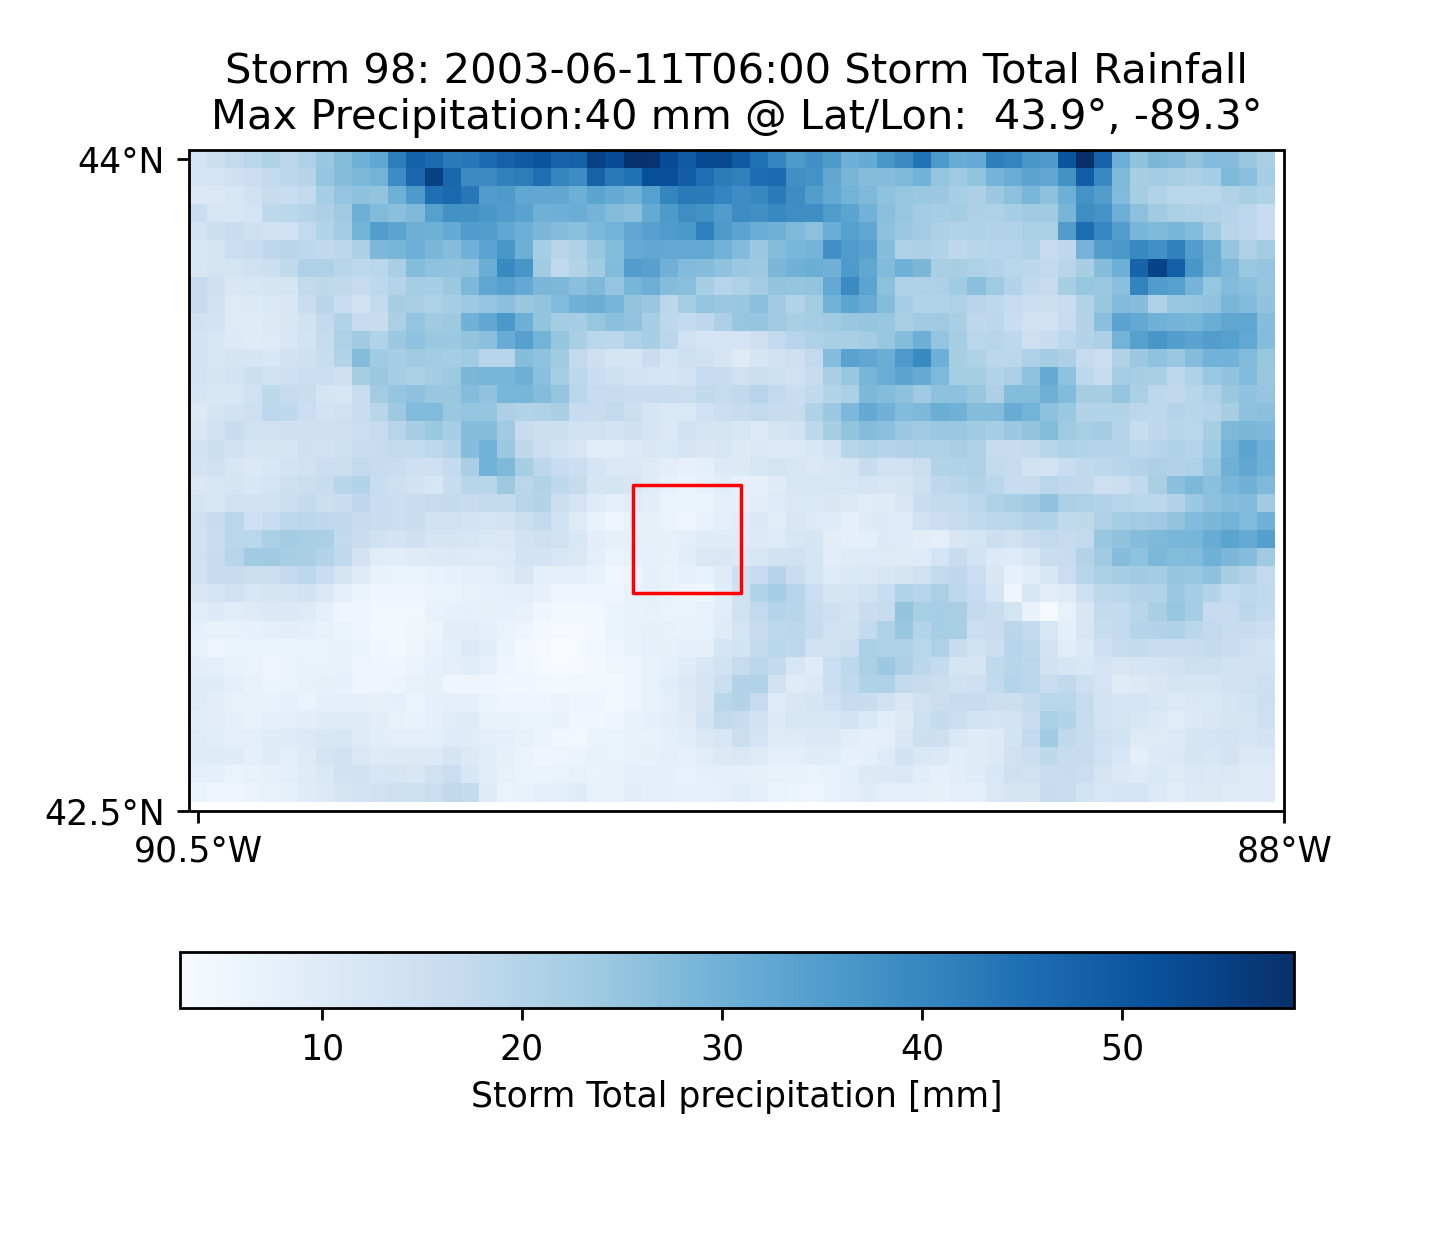 Storm 98: 2003-06-11T06:00 Storm Total Rainfall
Max Precipitation:40 mm @ Lat/Lon:  43.9°, -89.3°
44°N
42.5°N
90.5°W
88°W
10
20
30
40
50
Storm Total precipitation [mm]